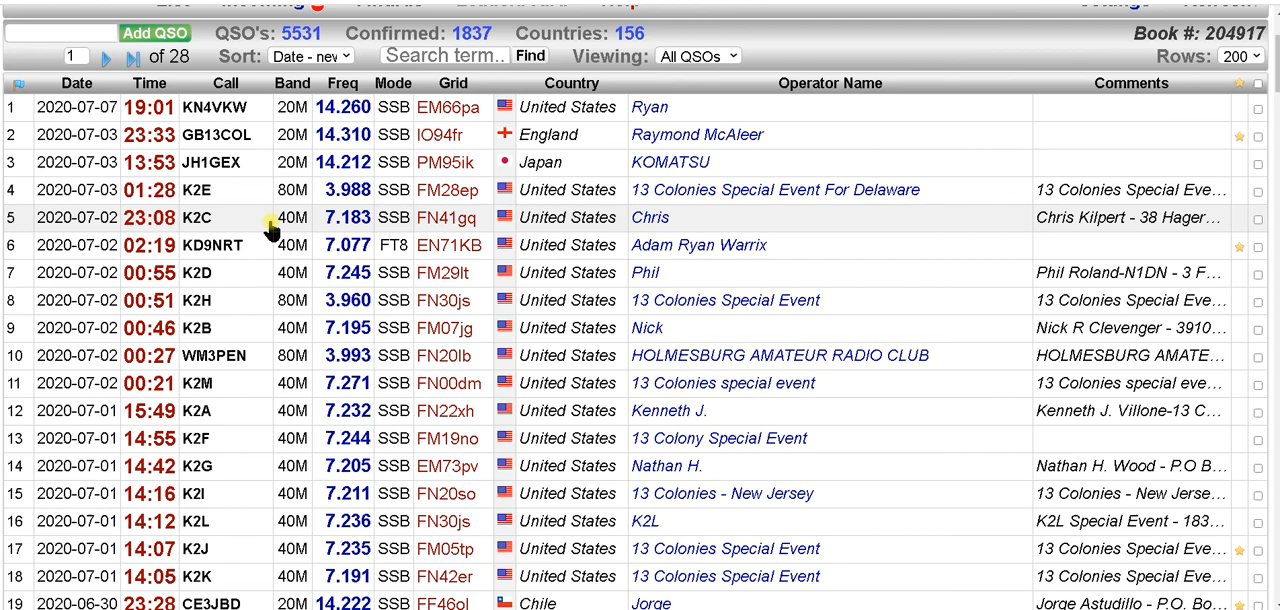 Add QSO QSO's: 5531 Confirmed: 1837 Countries: 156 Book #: 204917
1 of 28 Sort: Date - new Search term.. Find Viewing: All QSOs Rows: 200
Date Time Call Band Freq Mode Grid Country Operator Name Comments
1 2020-07-07 19:01 KN4VKW 20M 14.260 SSB EM66pa United States Ryan
2 2020-07-03 23:33 GB13COL 20M 14.310 SSB IO94fr England Raymond McAleer
3 2020-07-03 13:53 JH1GEX 20M 14.212 SSB PM95ik Japan KOMATSU
4 2020-07-03 01:28 K2E 80M 3.988 SSB FM28ep United States 13 Colonies Special Event For Delaware 13 Colonies Special Eve...
5 2020-07-02 23:08 K2C 40M 7.183 SSB FN41gq United States Chris Chris Kilpert - 38 Hager...
6 2020-07-02 02:19 KD9NRT 40M 7.077 FT8 EN71KB United States Adam Ryan Warrix
7 2020-07-02 00:55 K2D 40M 7.245 SSB FM29lt United States Phil Phil Roland-N1DN - 3 F...
8 2020-07-02 00:51 K2H 80M 3.960 SSB FN30js United States 13 Colonies Special Event
9 2020-07-02 00:46 K2B 40M 7.195 SSB FM07jg United States Nick Nick R Clevenger - 3910...
10 2020-07-02 00:27 WM3PEN 80M 3.993 SSB FN20lb United States HOLMESBURG AMATEUR RADIO CLUB HOLMESBURG AMATE...
11 2020-07-02 00:21 K2M 40M 7.271 SSB FN00dm United States 13 Colonies special event 13 Colonies special eve...
12 2020-07-01 15:49 K2A 40M 7.232 SSB FN22xh United States Kenneth J. Kenneth J. Villone-13 C...
13 2020-07-01 14:55 K2F 40M 7.244 SSB FM19no United States 13 Colony Special Event
14 2020-07-01 14:42 K2G 40M 7.205 SSB EM73pv United States Nathan H. Nathan H. Wood - P.O B...
15 2020-07-01 14:16 K2I 40M 7.211 SSB FN20so United States 13 Colonies - New Jersey 13 Colonies - New Jerse...
16 2020-07-01 14:12 K2L 40M 7.236 SSB FN30js United States K2L K2L Special Event - 183...
17 2020-07-01 14:07 K2J 40M 7.235 SSB FM05tp United States 13 Colonies Special Event 13 Colonies Special Eve...
18 2020-07-01 14:05 K2K 40M 7.191 SSB FN42er United States 13 Colonies Special Event 13 Colonies Special Eve...
19 2020-06-30 23:28 CE3JBD 20M 14.222 SSB FF46ol Chile Jorge Jorge Astudillo - P.O. Bo...